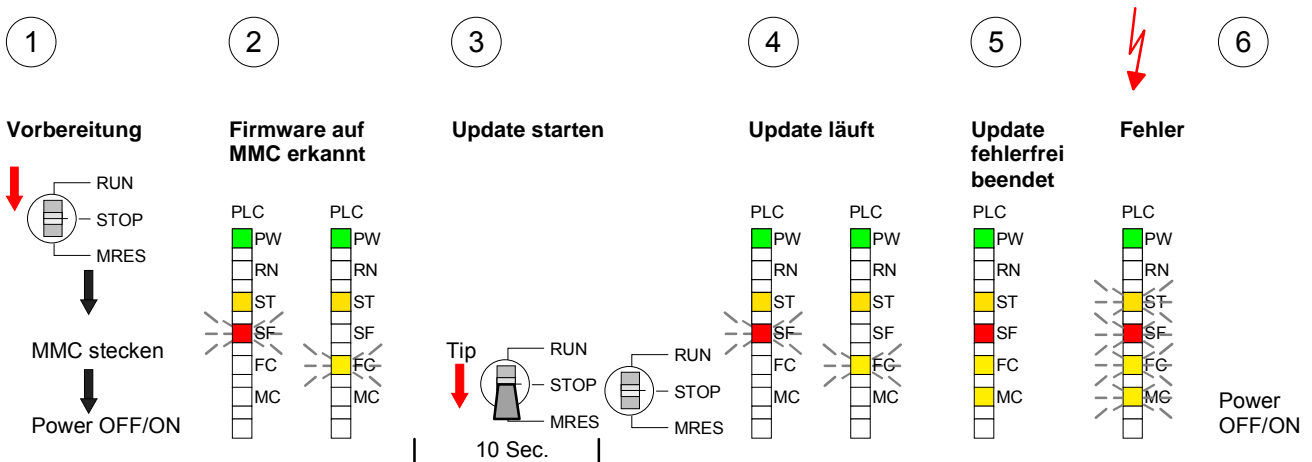 1
2
3
4
5
6
Vorbereitung
Firmware auf
MMC erkannt
Update starten
Update läuft
Update
fehlerfrei
beendet
Fehler
RUN
STOP
MRES
MMC stecken
Power OFF/ON
PLC
PW
RN
ST
SF
FC
MC
PLC
PW
RN
ST
SF
FC
MC
Tip
RUN
STOP
MRES
10 Sec.
RUN
STOP
MRES
PLC
PW
RN
ST
SF
FC
MC
PLC
PW
RN
ST
SF
FC
MC
PLC
PW
RN
ST
SF
FC
MC
PLC
PW
RN
ST
SF
FC
MC
Power
OFF/ON